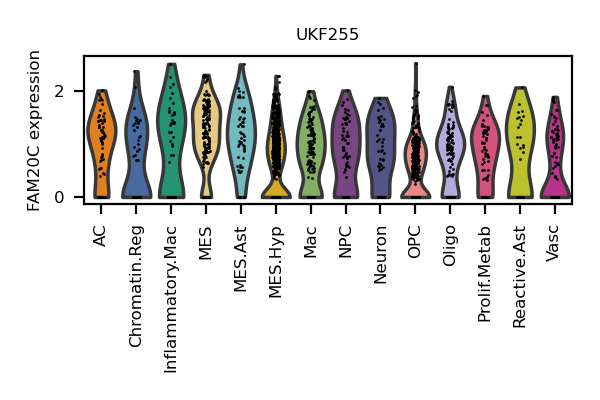 UKF255
FAM20C expression
2
0
AC
Chromatin.Reg
Inflammatory.Mac
MES
MES.Ast
MES.Hyp
Mac
NPC
Neuron
OPC
Oligo
Prolif.Metab
Reactive.Ast
Vasc